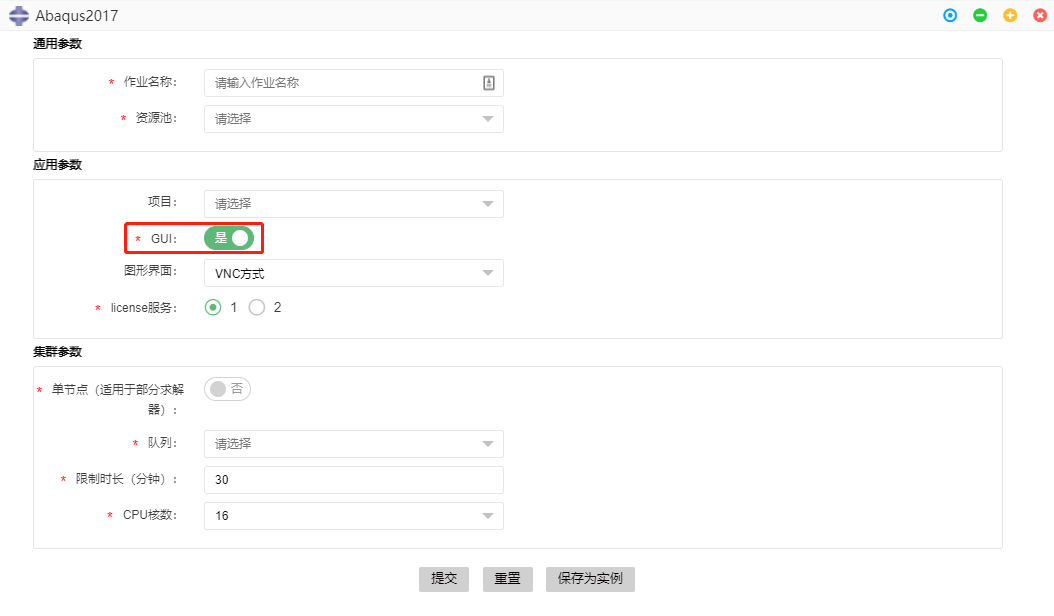 Abaqus2017
通用参数
* 作业名称： 请输入作业名称
* 资源池： 请选择
应用参数
项目： 请选择
* GUI： 是
图形界面： VNC方式
* license服务： 1 2
集群参数
* 单节点（适用于部分求解
器）： 否
* 队列： 请选择
* 限制时长（分钟）： 30
* CPU核数： 16
提交 重置 保存为实例